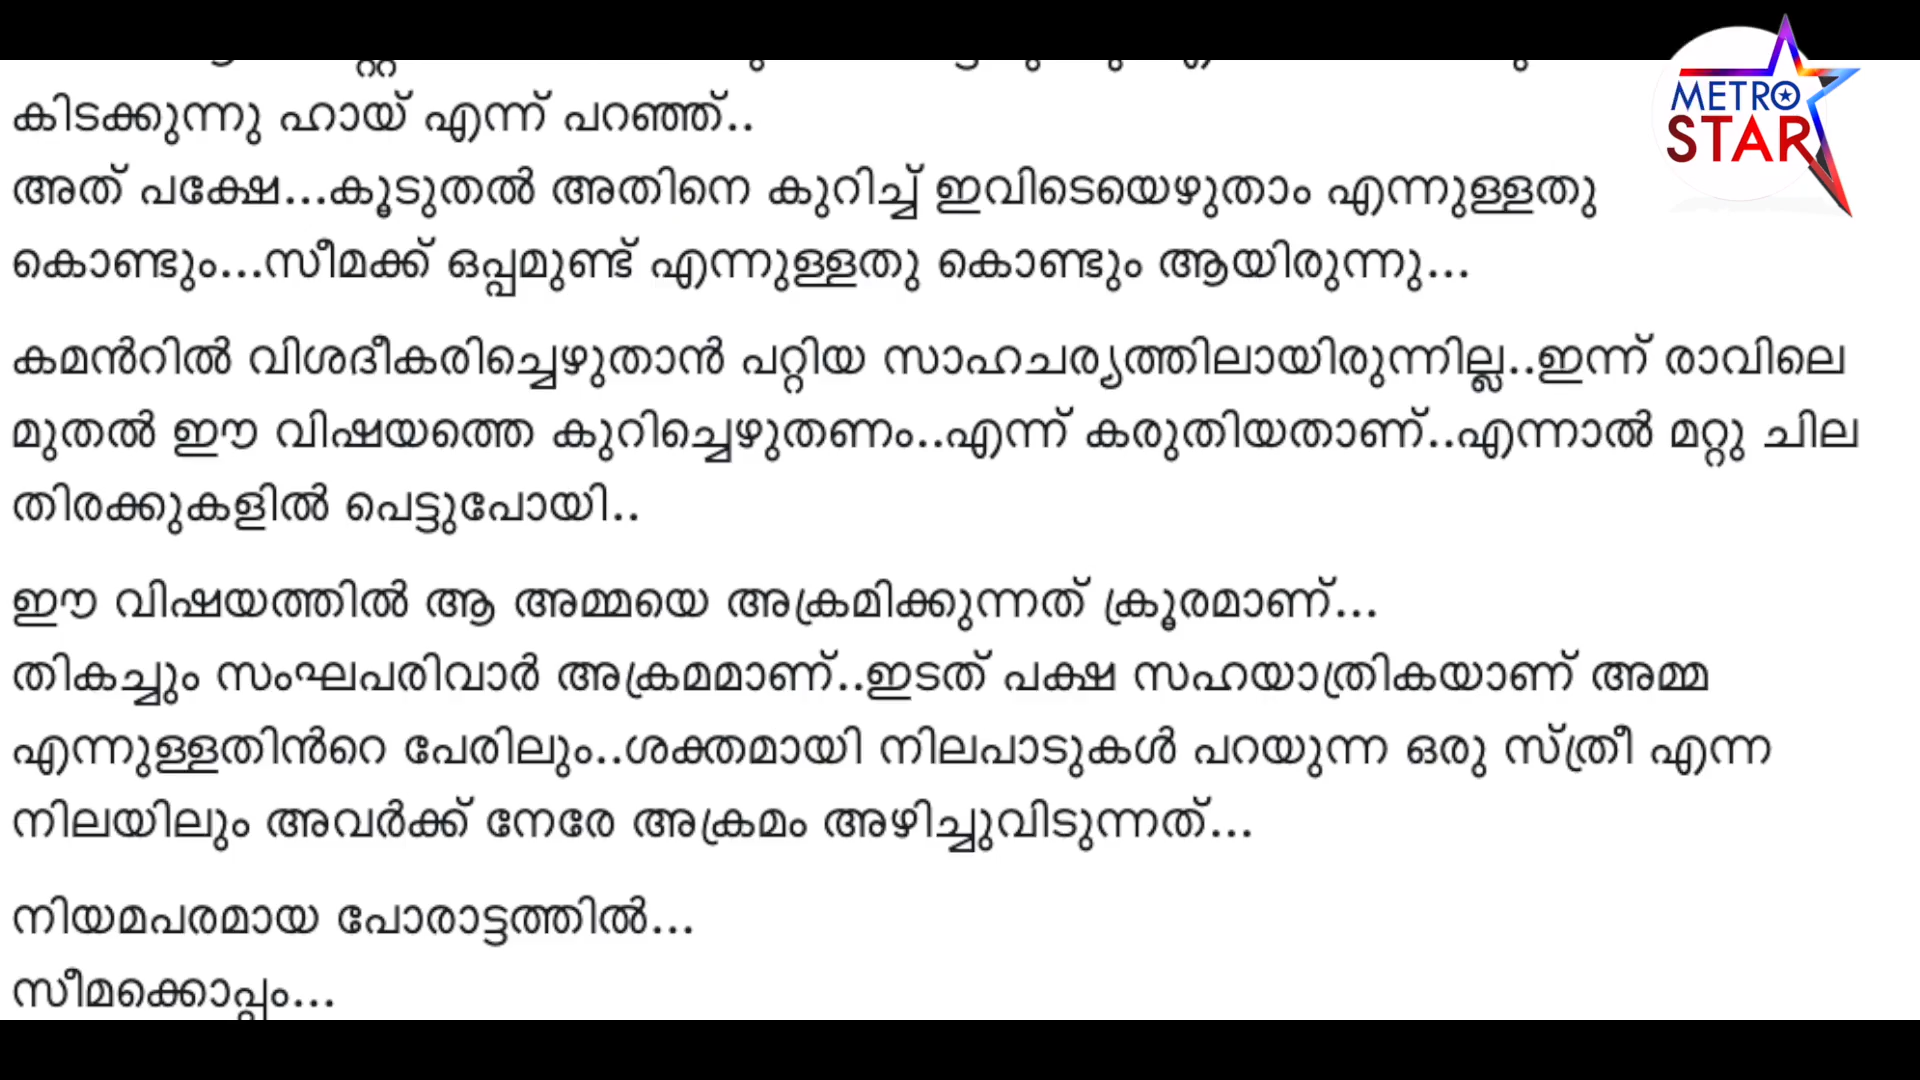 കിടക്കുന്നു ഹായ് എന്ന് പറഞ്ഞ്..
അത് പക്ഷേ...കൂടുതൽ അതിനെ കുറിച്ച് ഇവിടെയെഴുതാം എന്നുള്ളതു
കൊണ്ടും...സീമക്ക് ഒപ്പമുണ്ട് എന്നുള്ളതു കൊണ്ടും ആയിരുന്നു...
കമൻറിൽ വിശദീകരിച്ചെഴുതാൻ പറ്റിയ സാഹചര്യത്തിലായിരുന്നില്ല..ഇന്ന് രാവിലെ
മുതൽ ഈ വിഷയത്തെ കുറിച്ചെഴുതണം..എന്ന് കരുതിയതാണ്..എന്നാൽ മറ്റു ചില
തിരക്കുകളിൽ പെട്ടുപോയി..
ഈ വിഷയത്തിൽ ആ അമ്മയെ അക്രമിക്കുന്നത് ക്രൂരമാണ്...
തികച്ചും സംഘപരിവാർ അക്രമമാണ്..ഇടത് പക്ഷ സഹയാത്രികയാണ് അമ്മ
എന്നുള്ളതിൻറെ പേരിലും..ശക്തമായി നിലപാടുകൾ പറയുന്ന ഒരു സ്ത്രീ എന്ന
നിലയിലും അവർക്ക് നേരേ അക്രമം അഴിച്ചുവിടുന്നത്...
നിയമപരമായ പോരാട്ടത്തിൽ...
സീമക്കൊപ്പം...
METRO
STAR